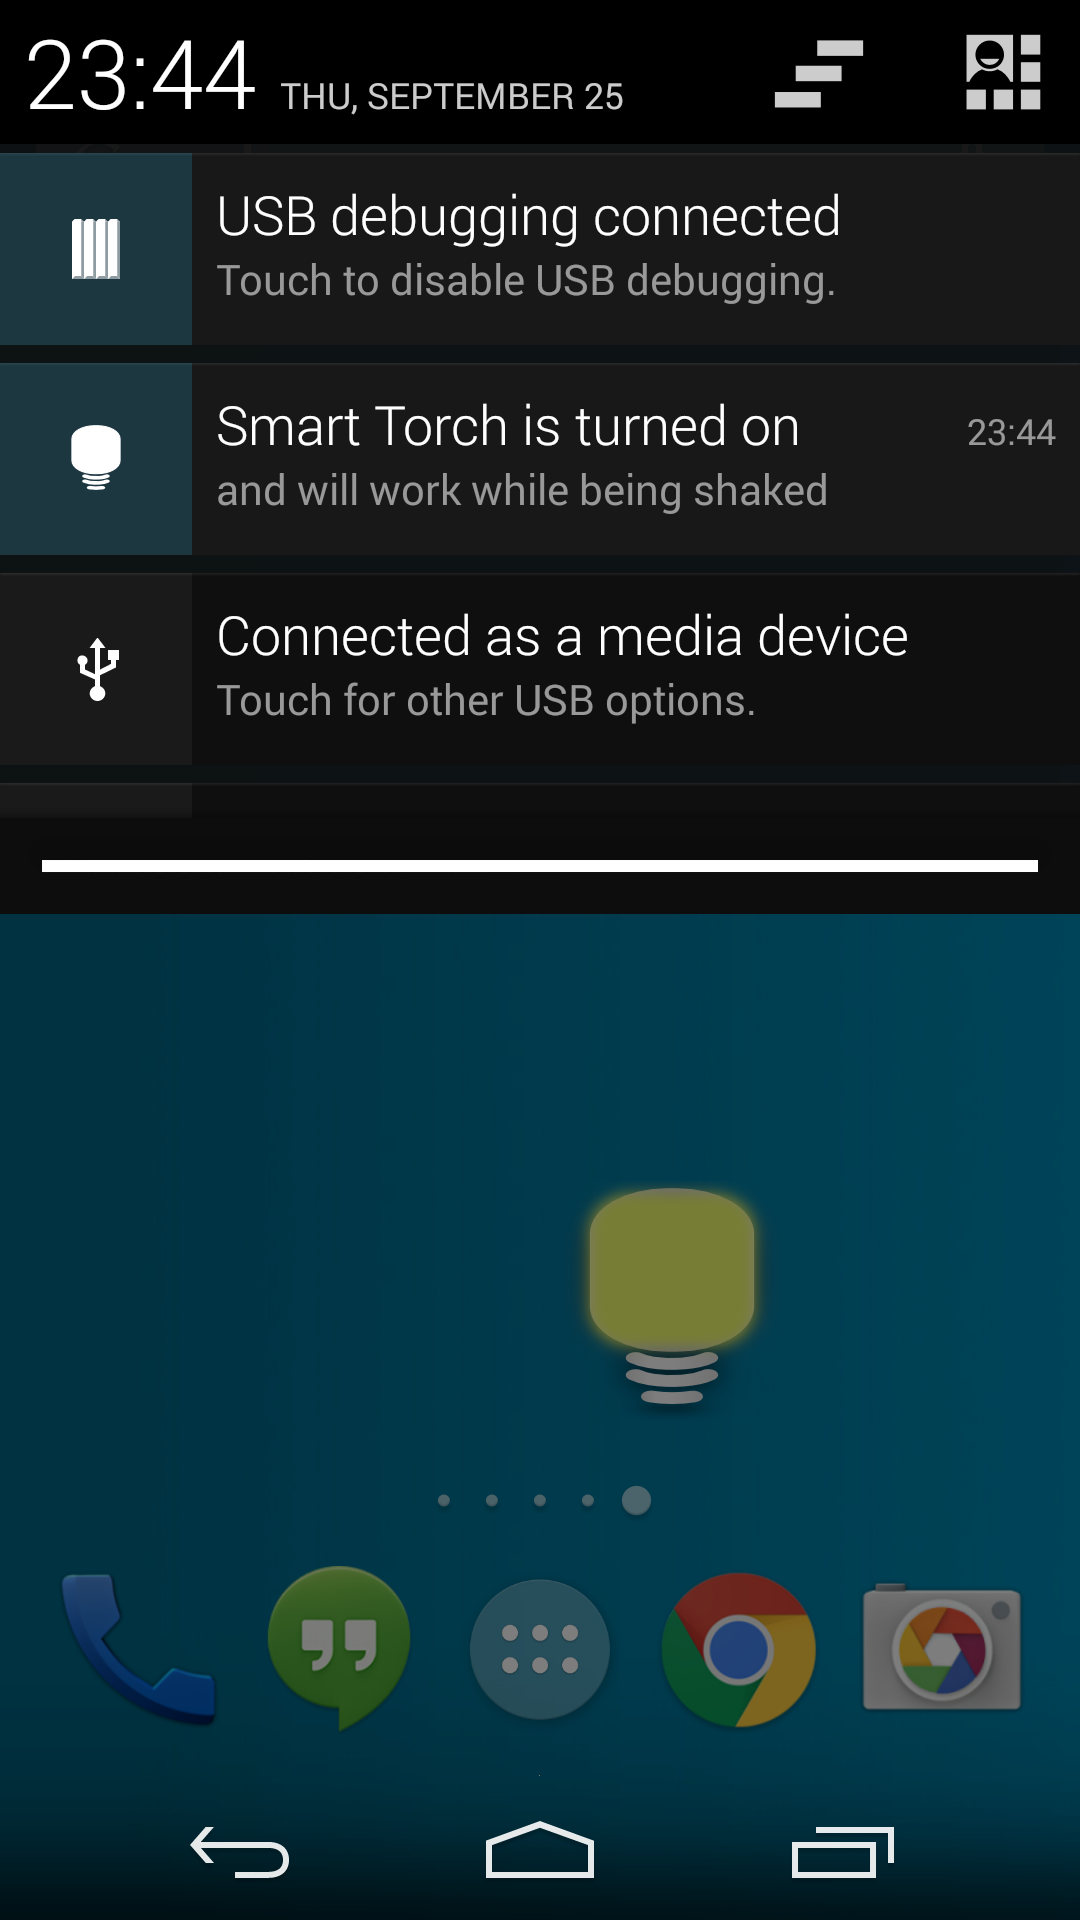 23:44 THU, SEPTEMBER 25
USB debugging connected
Touch to disable USB debugging.
Smart Torch is turned on 23:44
and will work while being shaked
Connected as a media device
Touch for other USB options.